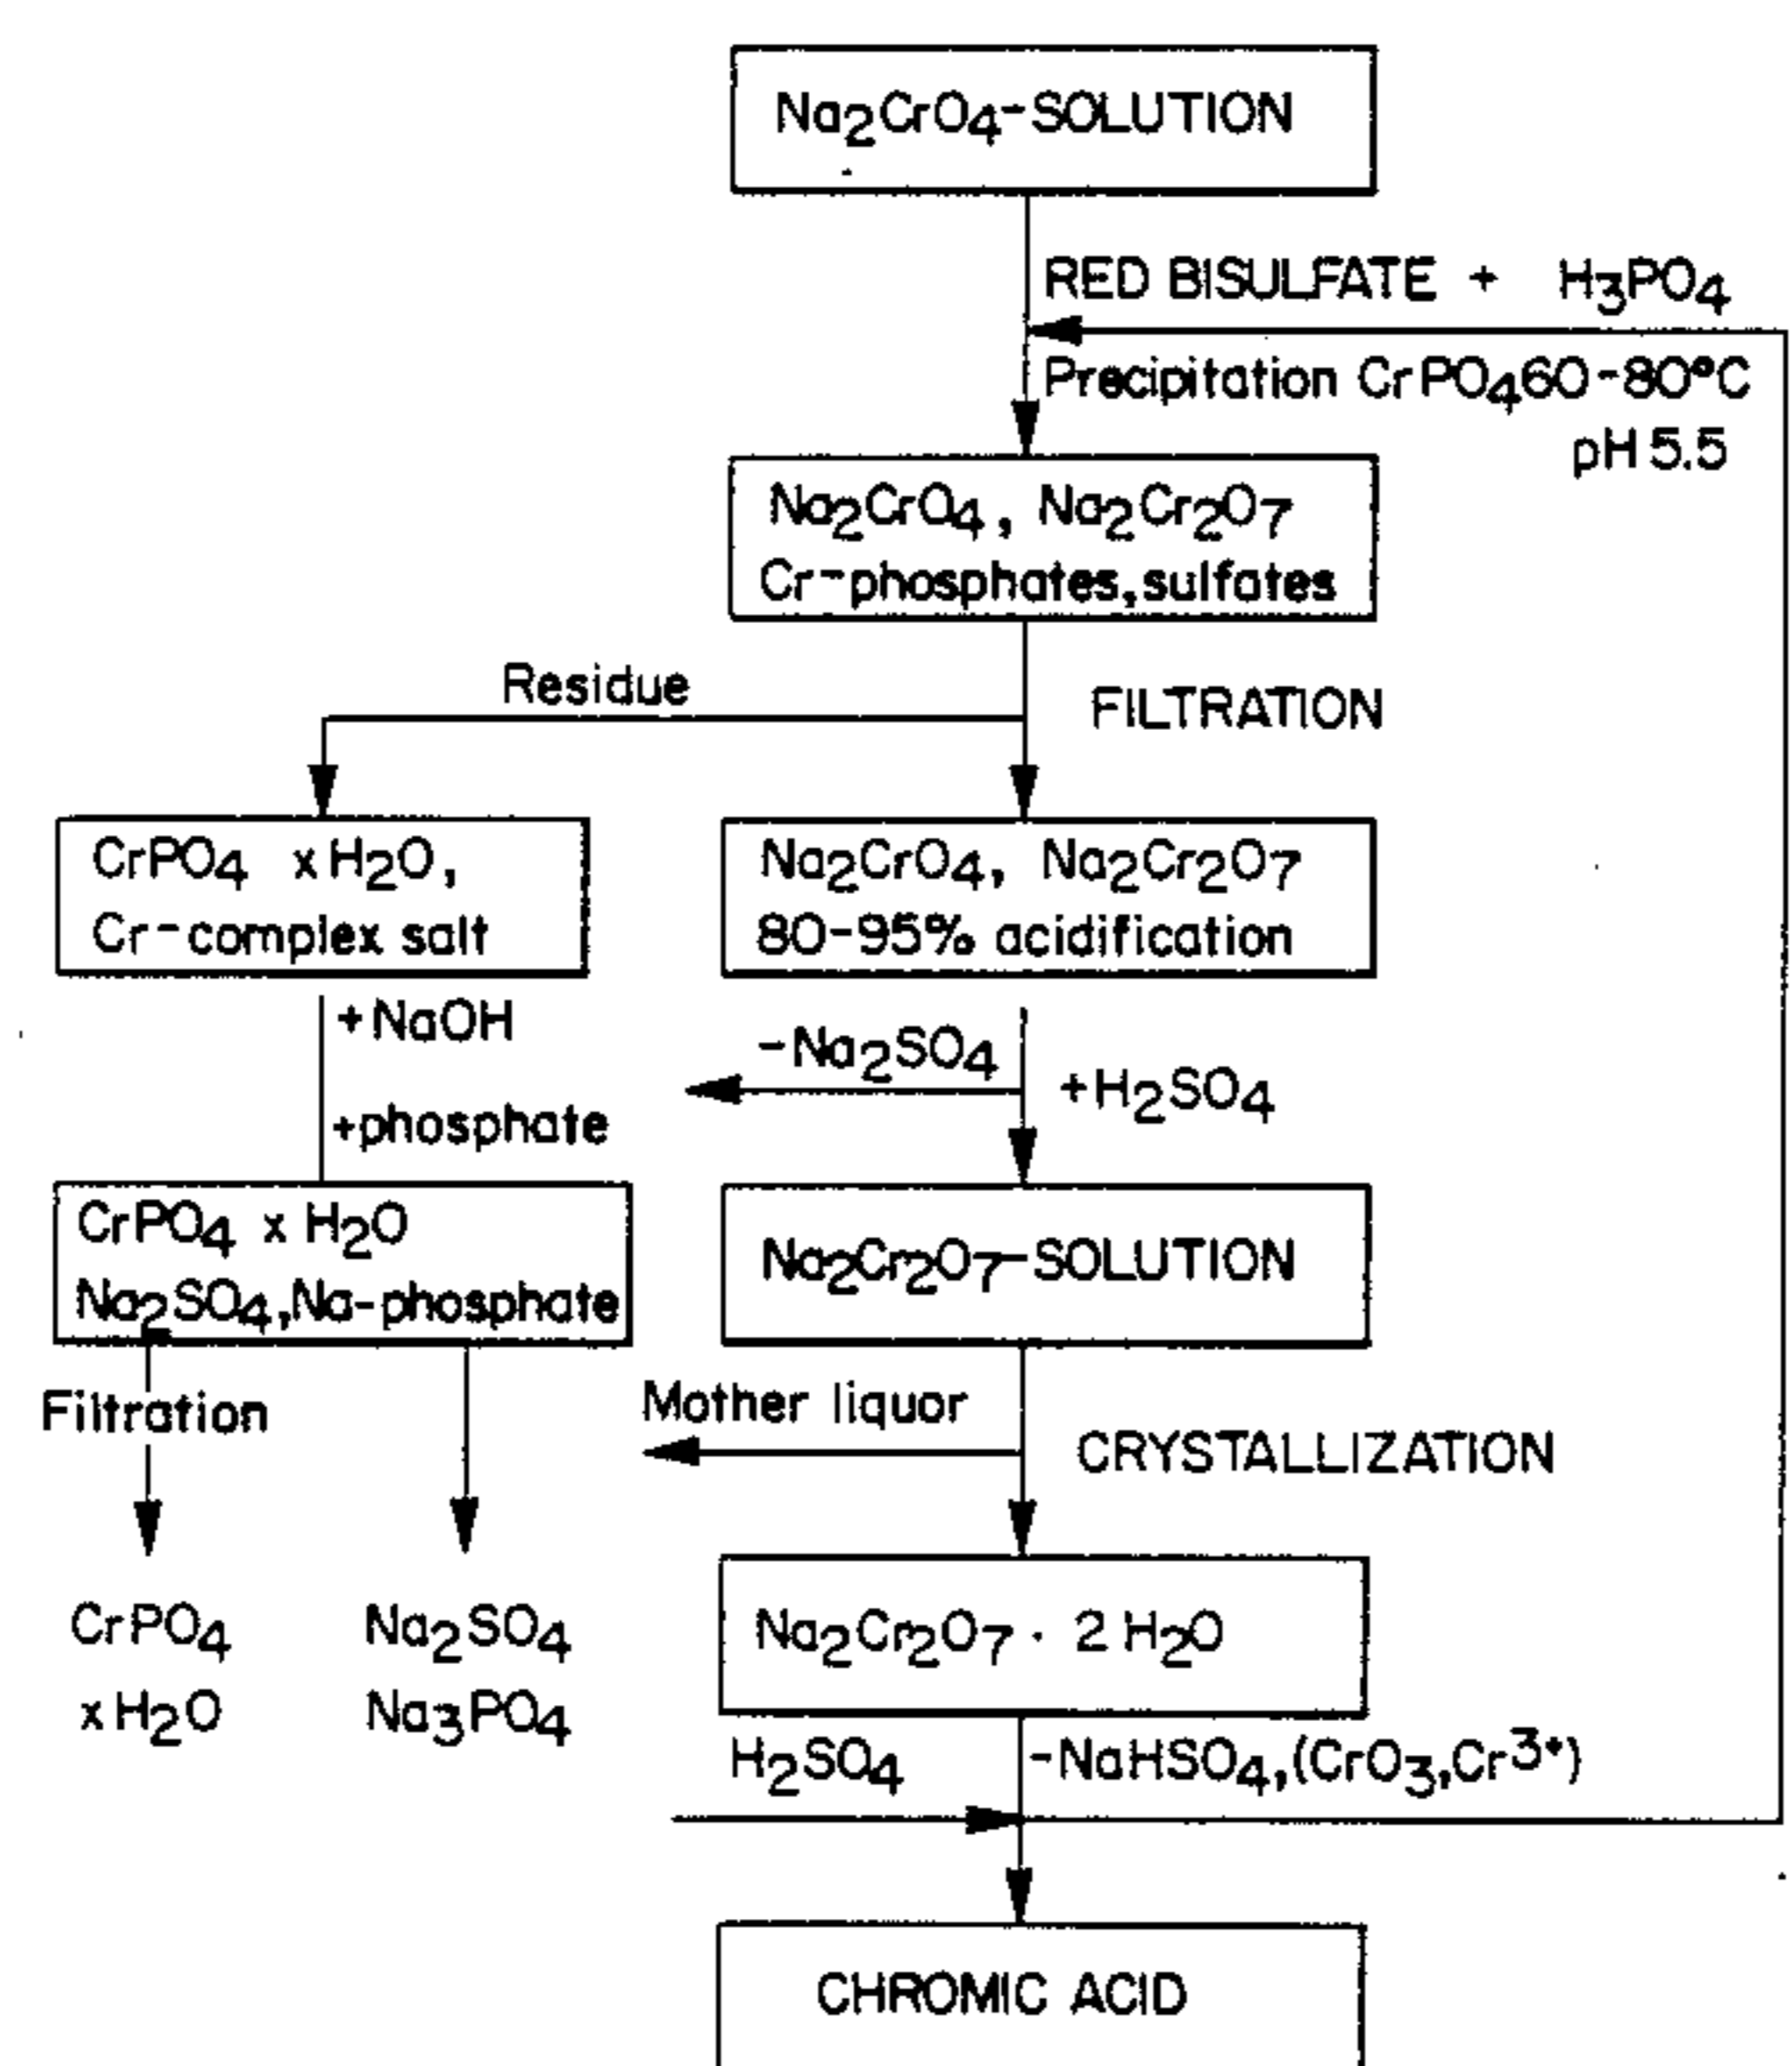 Na2CrO4-SOLUTION
RED BISULFATE + H3PO4
Precipitation CrPO4 60-80°C
pH 5.5
Na2CrO4, Na2Cr2O7
Cr-phosphates, sulfates
Residue
FILTRATION
CrPO4 xH2O,
Cr-complex salt
Na2CrO4, Na2Cr2O7
80-95% acidification
+NaOH
+phosphate
-Na2SO4
+H2SO4
CrPO4 x H2O
Na2SO4, Na-phosphate
Na2Cr2O7-SOLUTION
Filtration
Mother liquor
CRYSTALLIZATION
CrPO4
xH2O
Na2SO4
Na3PO4
Na2Cr2O7 · 2 H2O
H2SO4
-NaHSO4, (CrO3, Cr3+)
CHROMIC ACID